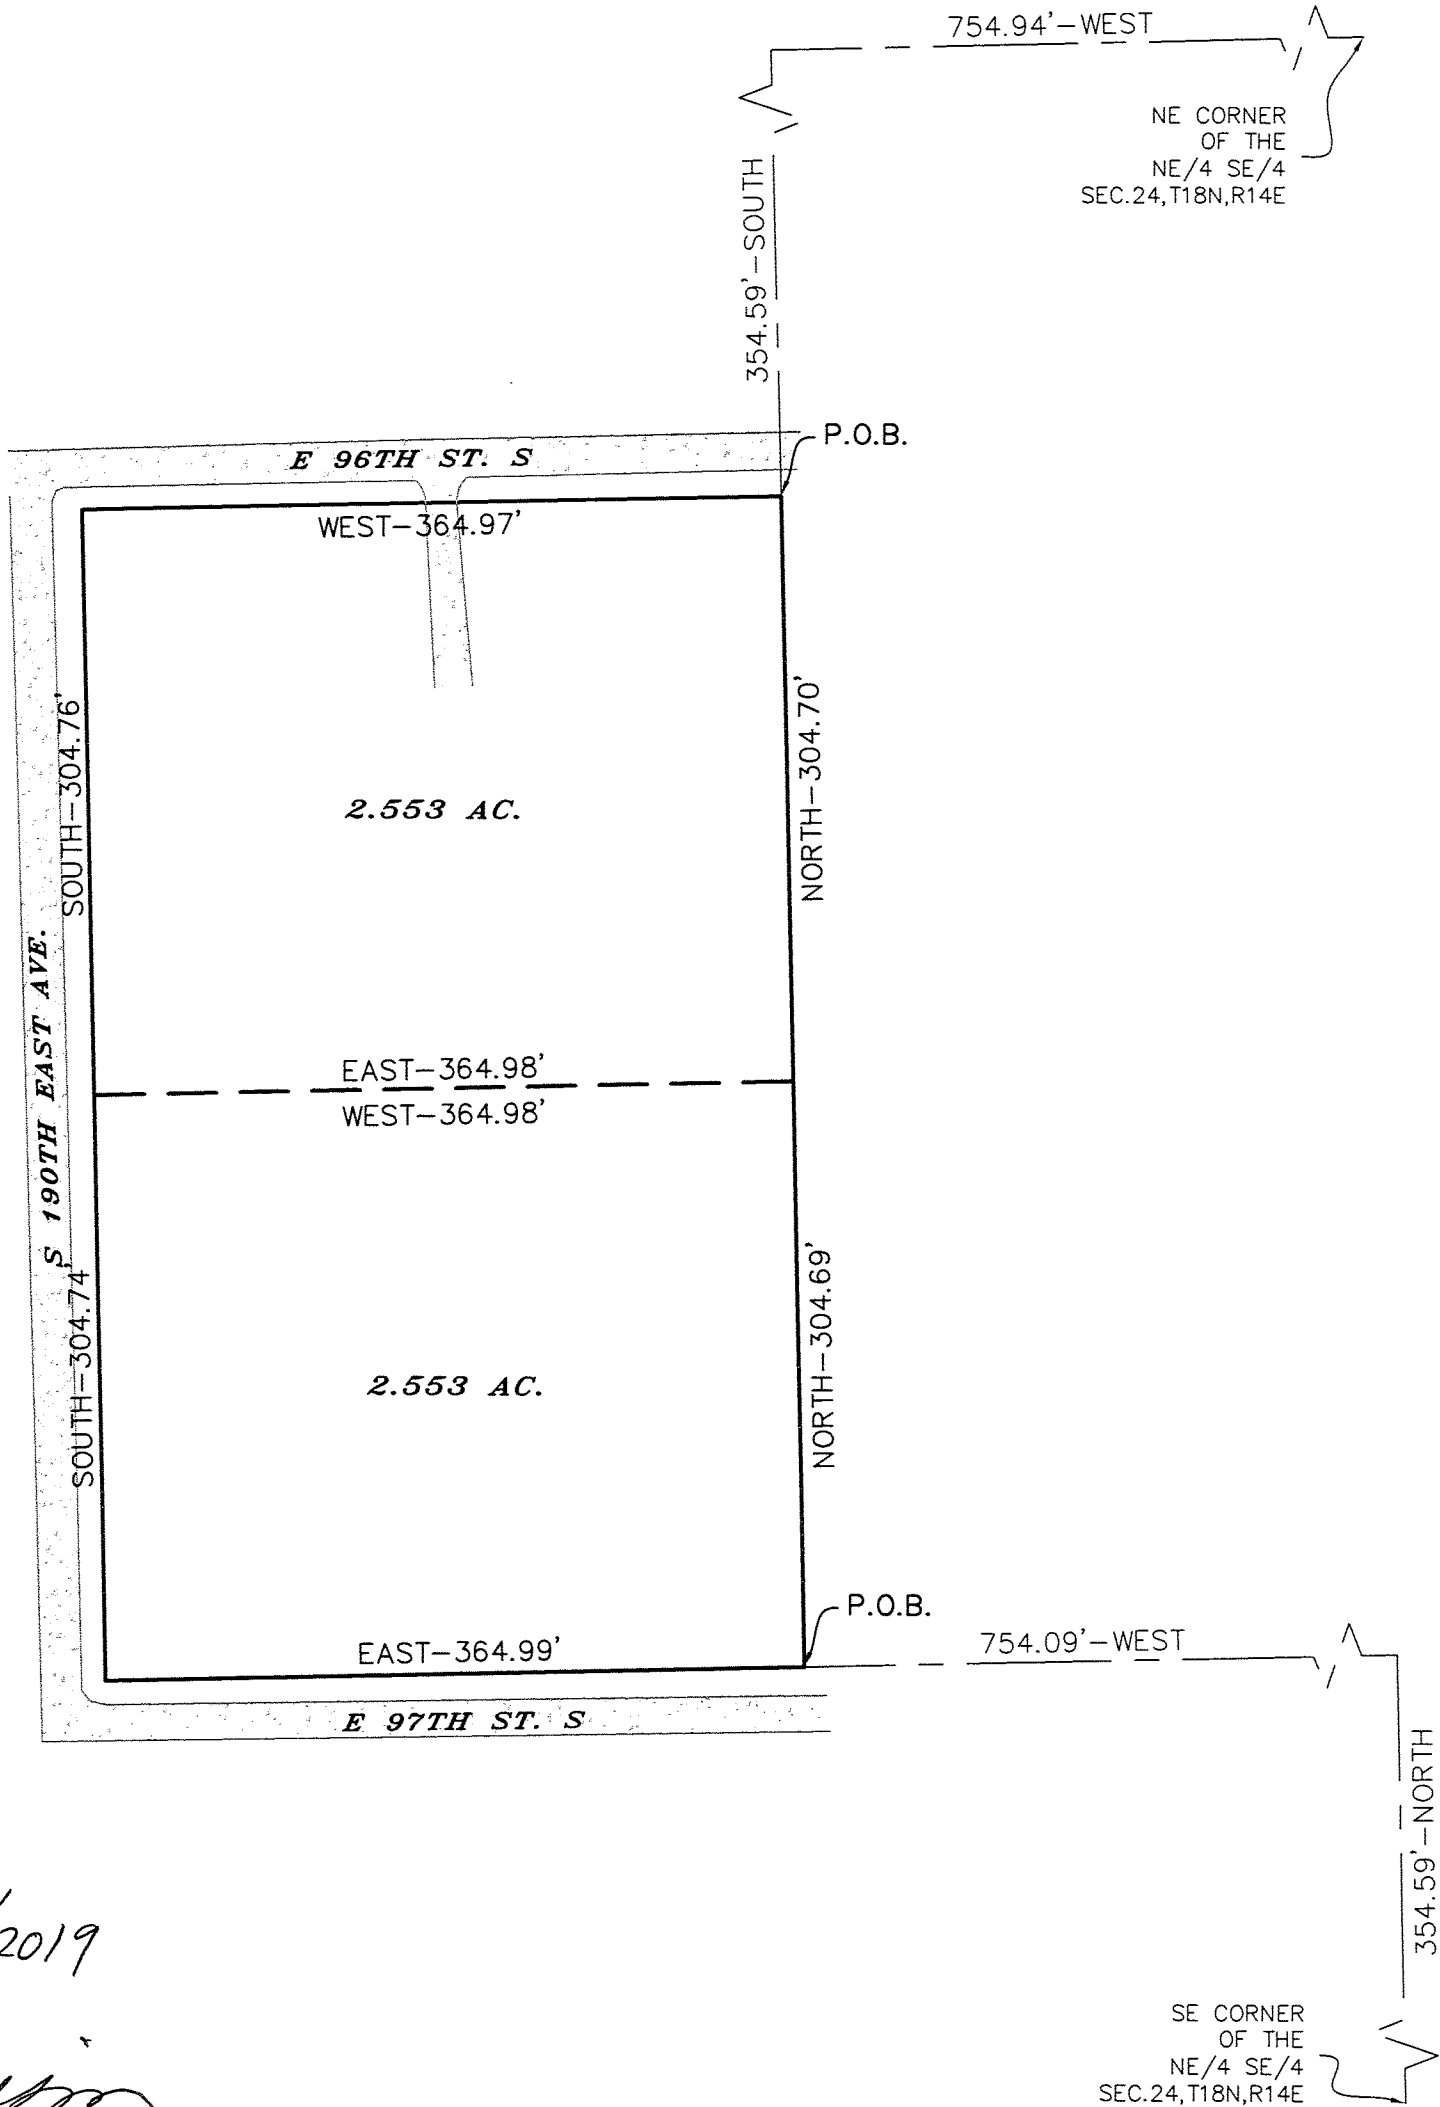 754.94'-WEST
NE CORNER
OF THE
NE/4 SE/4
SEC.24,T18N,R14E
354.59'-SOUTH
P.O.B.
E 96TH ST. S
WEST-364.97'
SOUTH-304.76'
NORTH-304.70'
2.553 AC.
S 190TH EAST AVE.
EAST-364.98'
WEST-364.98'
SOUTH-304.74'
NORTH-304.69'
2.553 AC.
P.O.B.
EAST-364.99'
754.09'-WEST
E 97TH ST. S
354.59'-NORTH
/2019
SE CORNER
OF THE
NE/4 SE/4
SEC.24,T18N,R14E